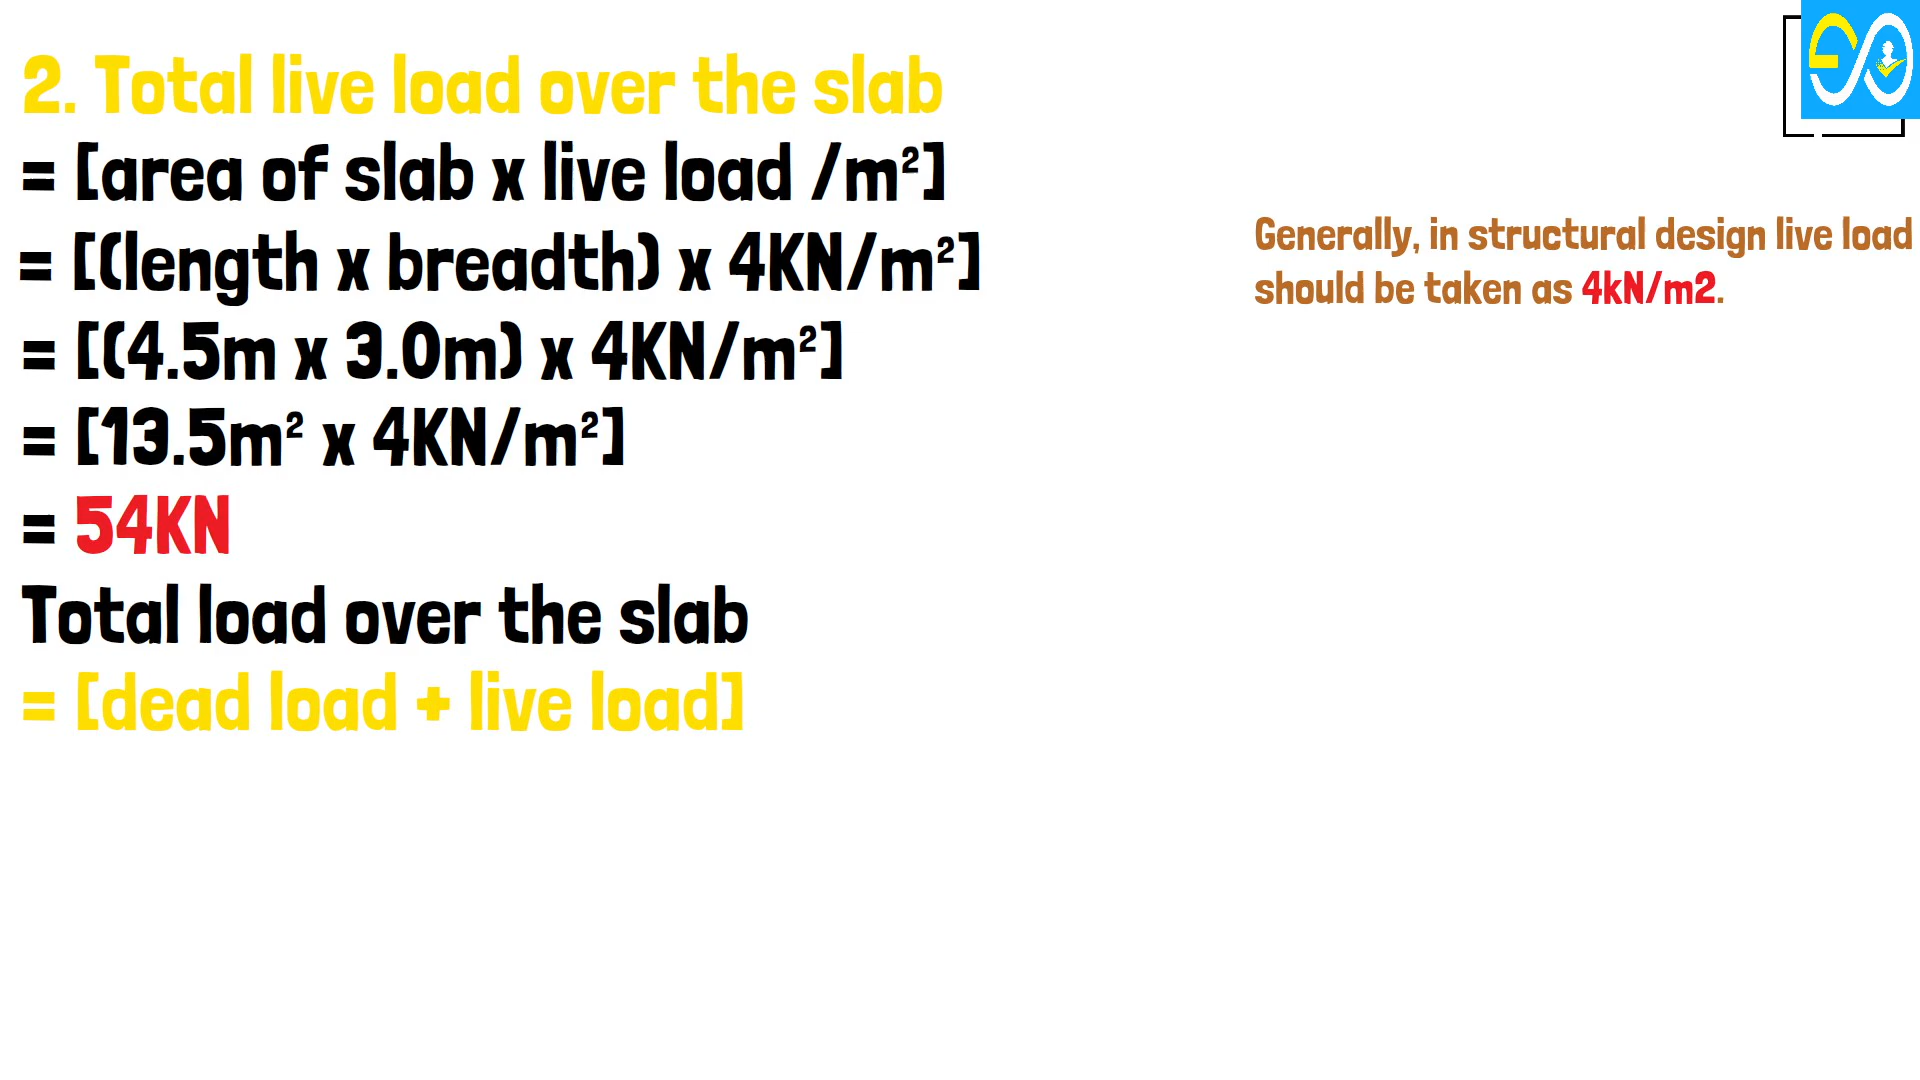 2. Total live load over the slab
= [area of slab x live load /m²]
= [(length x breadth) x 4KN/m²]
= [(4.5m x 3.0m) x 4KN/m²]
= [13.5m² x 4KN/m²]
= 54KN
Total load over the slab
= [dead load + live load]
Generally, in structural design live load
should be taken as 4kN/m2.